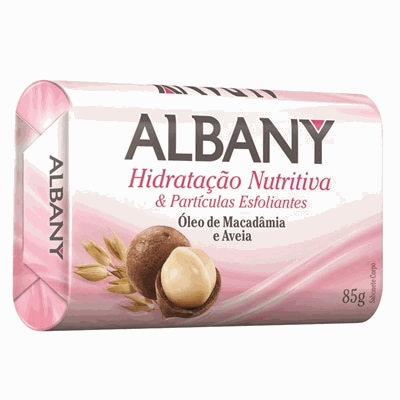 ALBANY
ALBANY
Hidratação Nutritiva
& Partículas Esfoliantes
Óleo de Macadâmia
e Aveia
85g
Sabonete Corpo